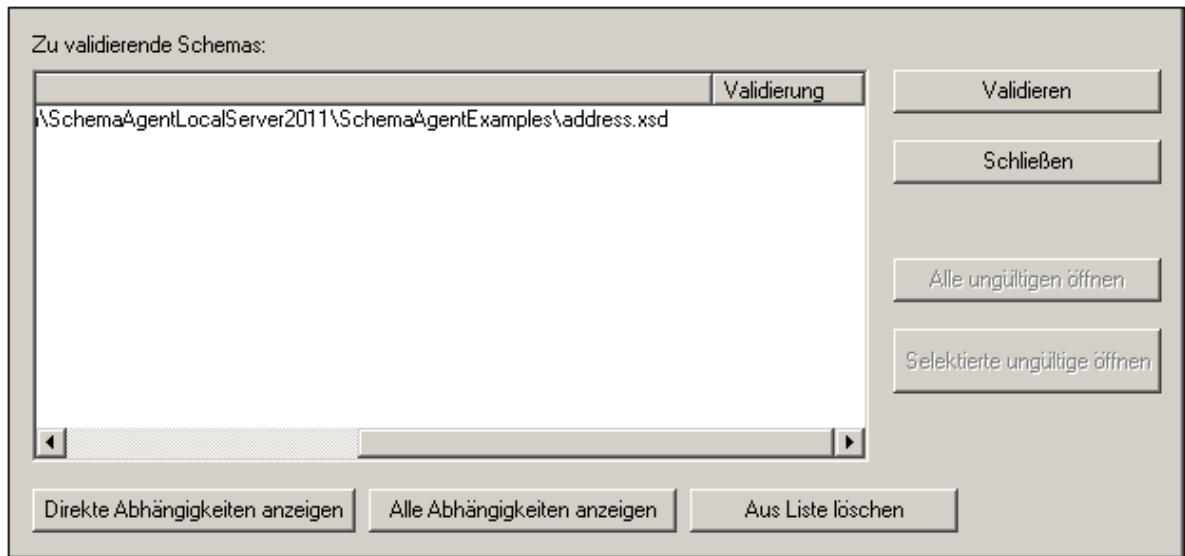 Zu validierende Schemas:
Validierung
\SchemaAgentLocalServer2011\SchemaAgentExamples\address.xsd
Validieren
Schließen
Alle ungültigen öffnen
Selektierte ungültige öffnen
Direkte Abhängigkeiten anzeigen
Alle Abhängigkeiten anzeigen
Aus Liste löschen